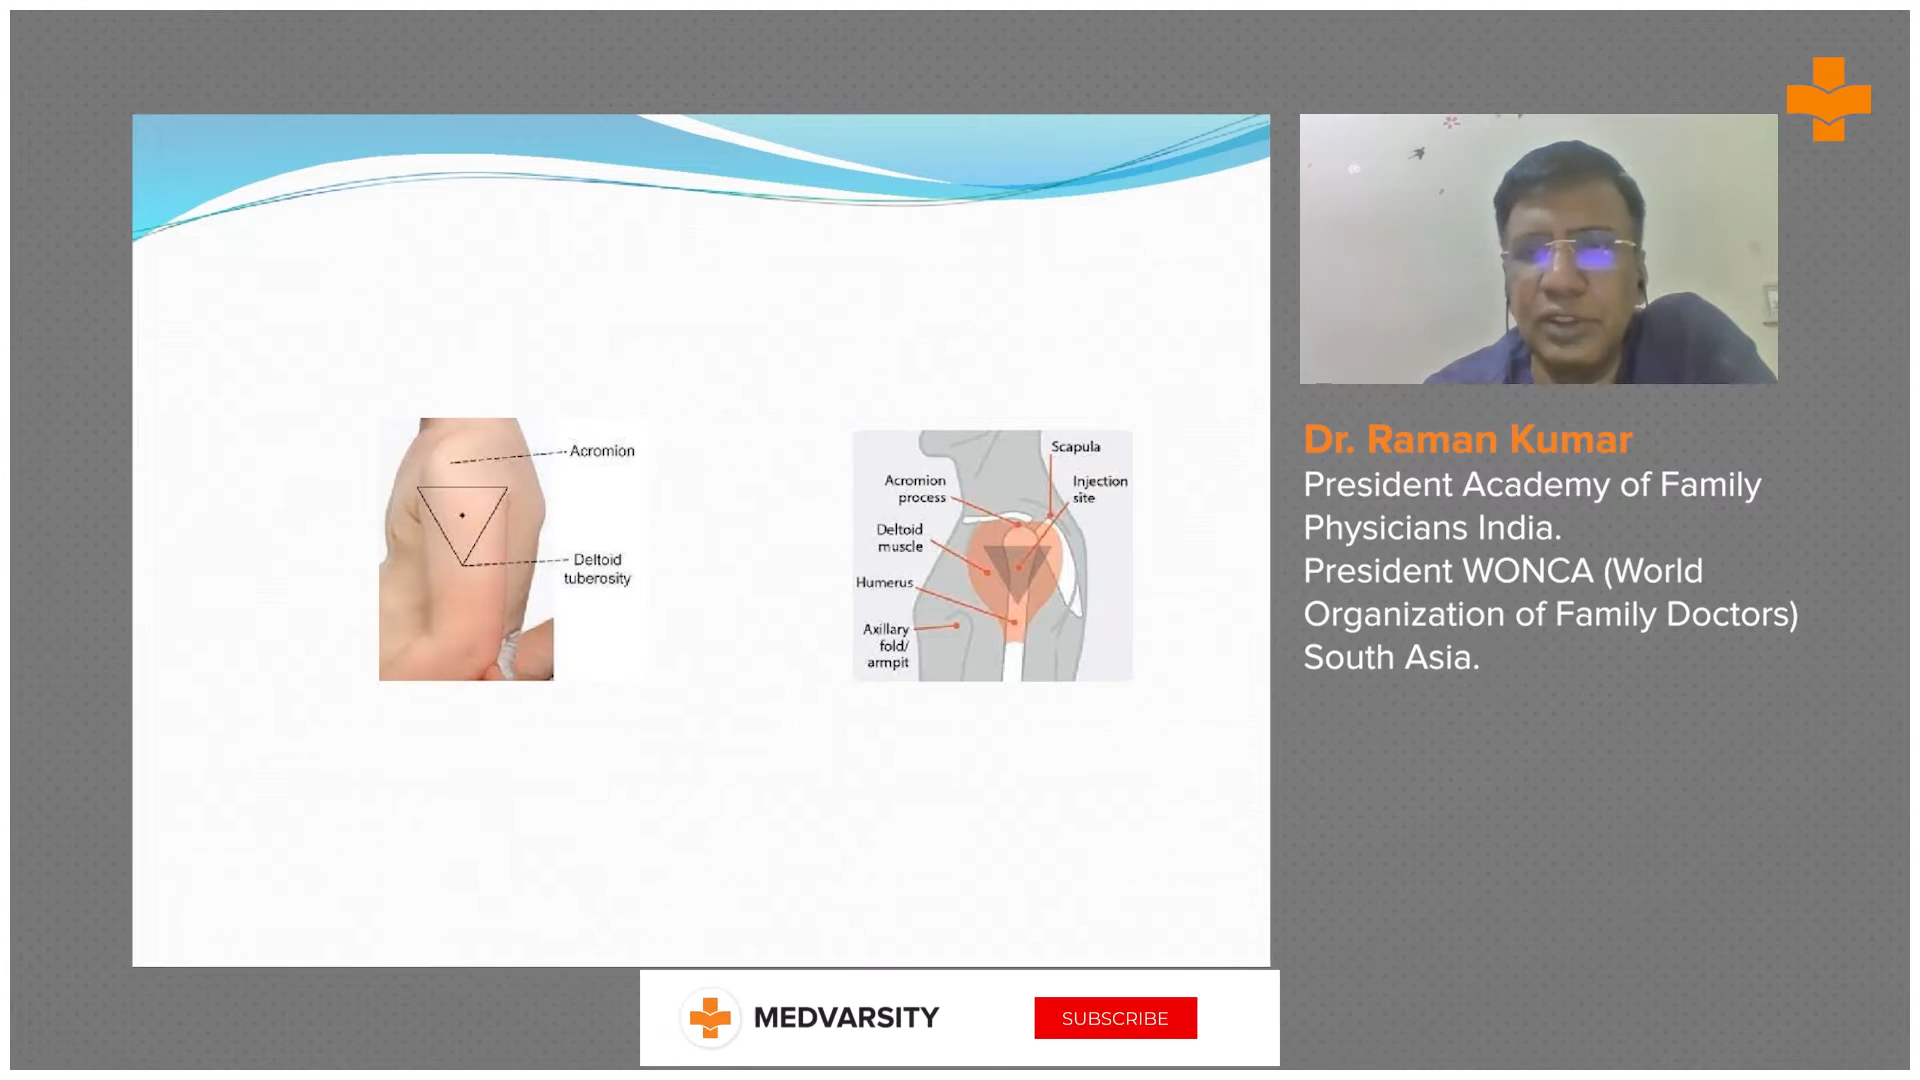 Acromion
Deltoid
tuberosity
Scapula
Acromion
process
Injection
site
Deltoid
muscle
Humerus
Axillary
fold/
armpit
Dr. Raman Kumar
President Academy of Family
Physicians India.
President WONCA (World
Organization of Family Doctors)
South Asia.
MEDVARSITY
SUBSCRIBE